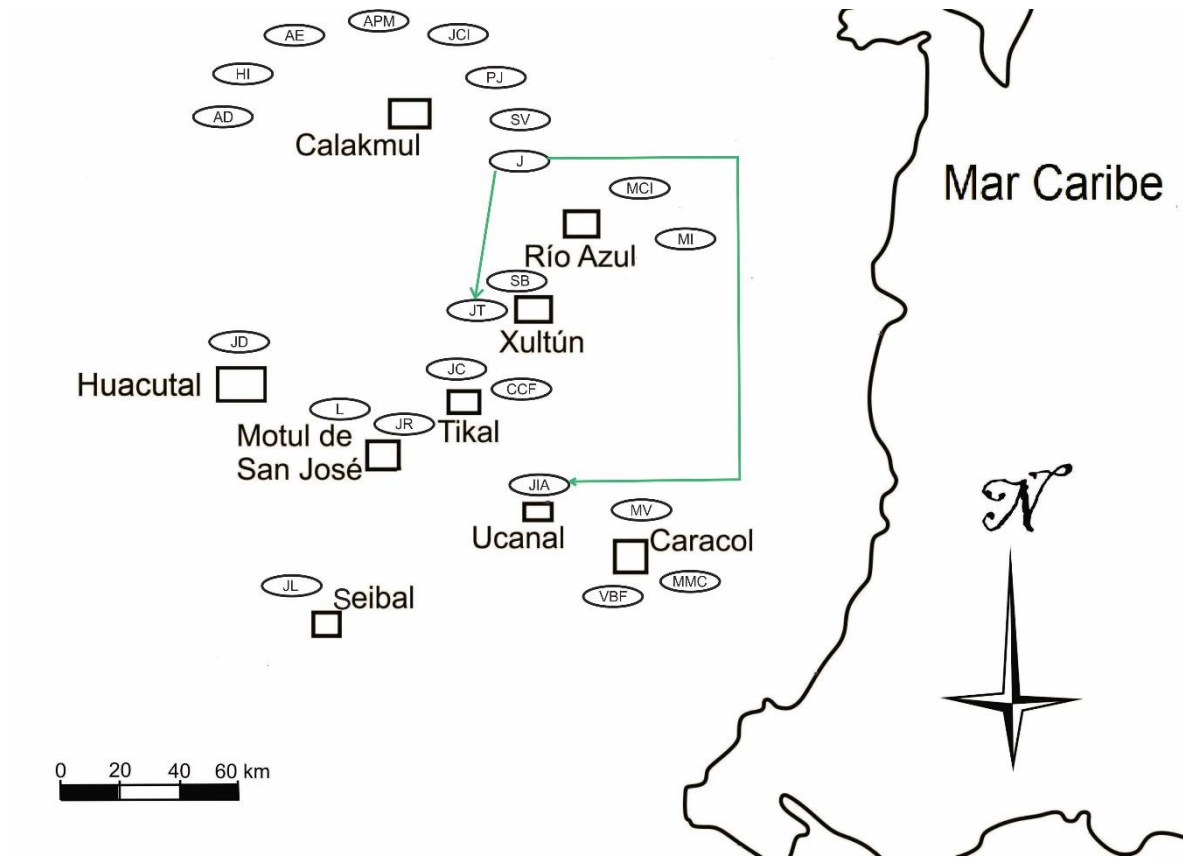 APM
AE
JCI
HI
PJ
AD
SV
Calakmul
J
MCI
Mar Caribe
MI
Río Azul
SB
JT
Xultún
JD
JC
Huacutal
CCF
L
JR
Tikal
Motul de
San José
N
JIA
MV
Ucanal
Caracol
JL
MMC
Seibal
VBF
0 20 40 60 km